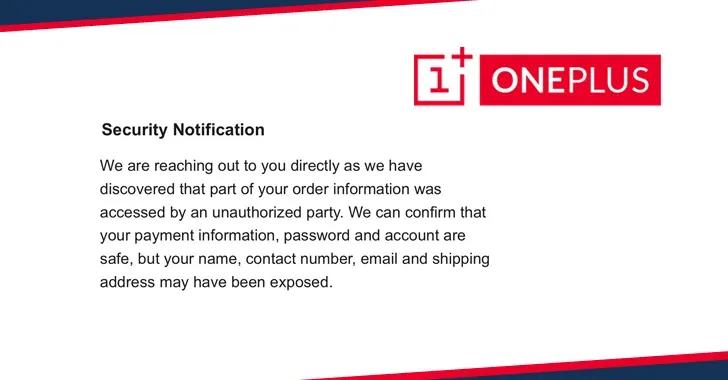 1+ ONEPLUS
Security Notification
We are reaching out to you directly as we have
discovered that part of your order information was
accessed by an unauthorized party. We can confirm that
your payment information, password and account are
safe, but your name, contact number, email and shipping
address may have been exposed.